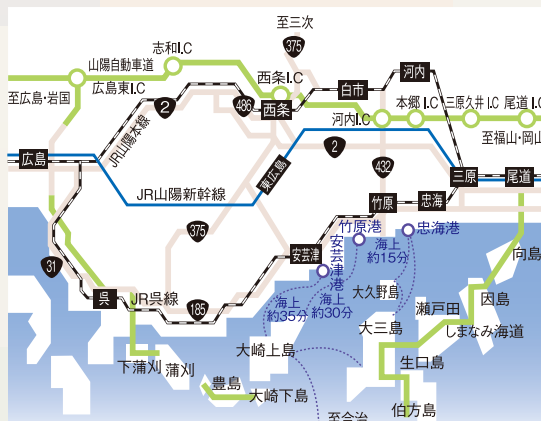 至三次
375
志和I.C
山陽自動車道
西条I.C
河内
白市
至広島・岩国
広島東I.C
2
486
西条
本郷 I.C
三原久井 I.C
尾道 I.C
河内I.C
至福山・岡山
JR山陽本線
広島
2
東広島
432
三原
尾道
JR山陽新幹線
竹原
忠海
375
竹原港
忠海港
安芸津
安芸津港
海上
約15分
向島
31
大久野島
因島
呉
JR呉線
海上
約35分
海上
約30分
瀬戸田
185
大三島
しまなみ海道
大崎上島
生口島
下蒲刈
蒲刈
豊島
大崎下島
伯方島
至今治